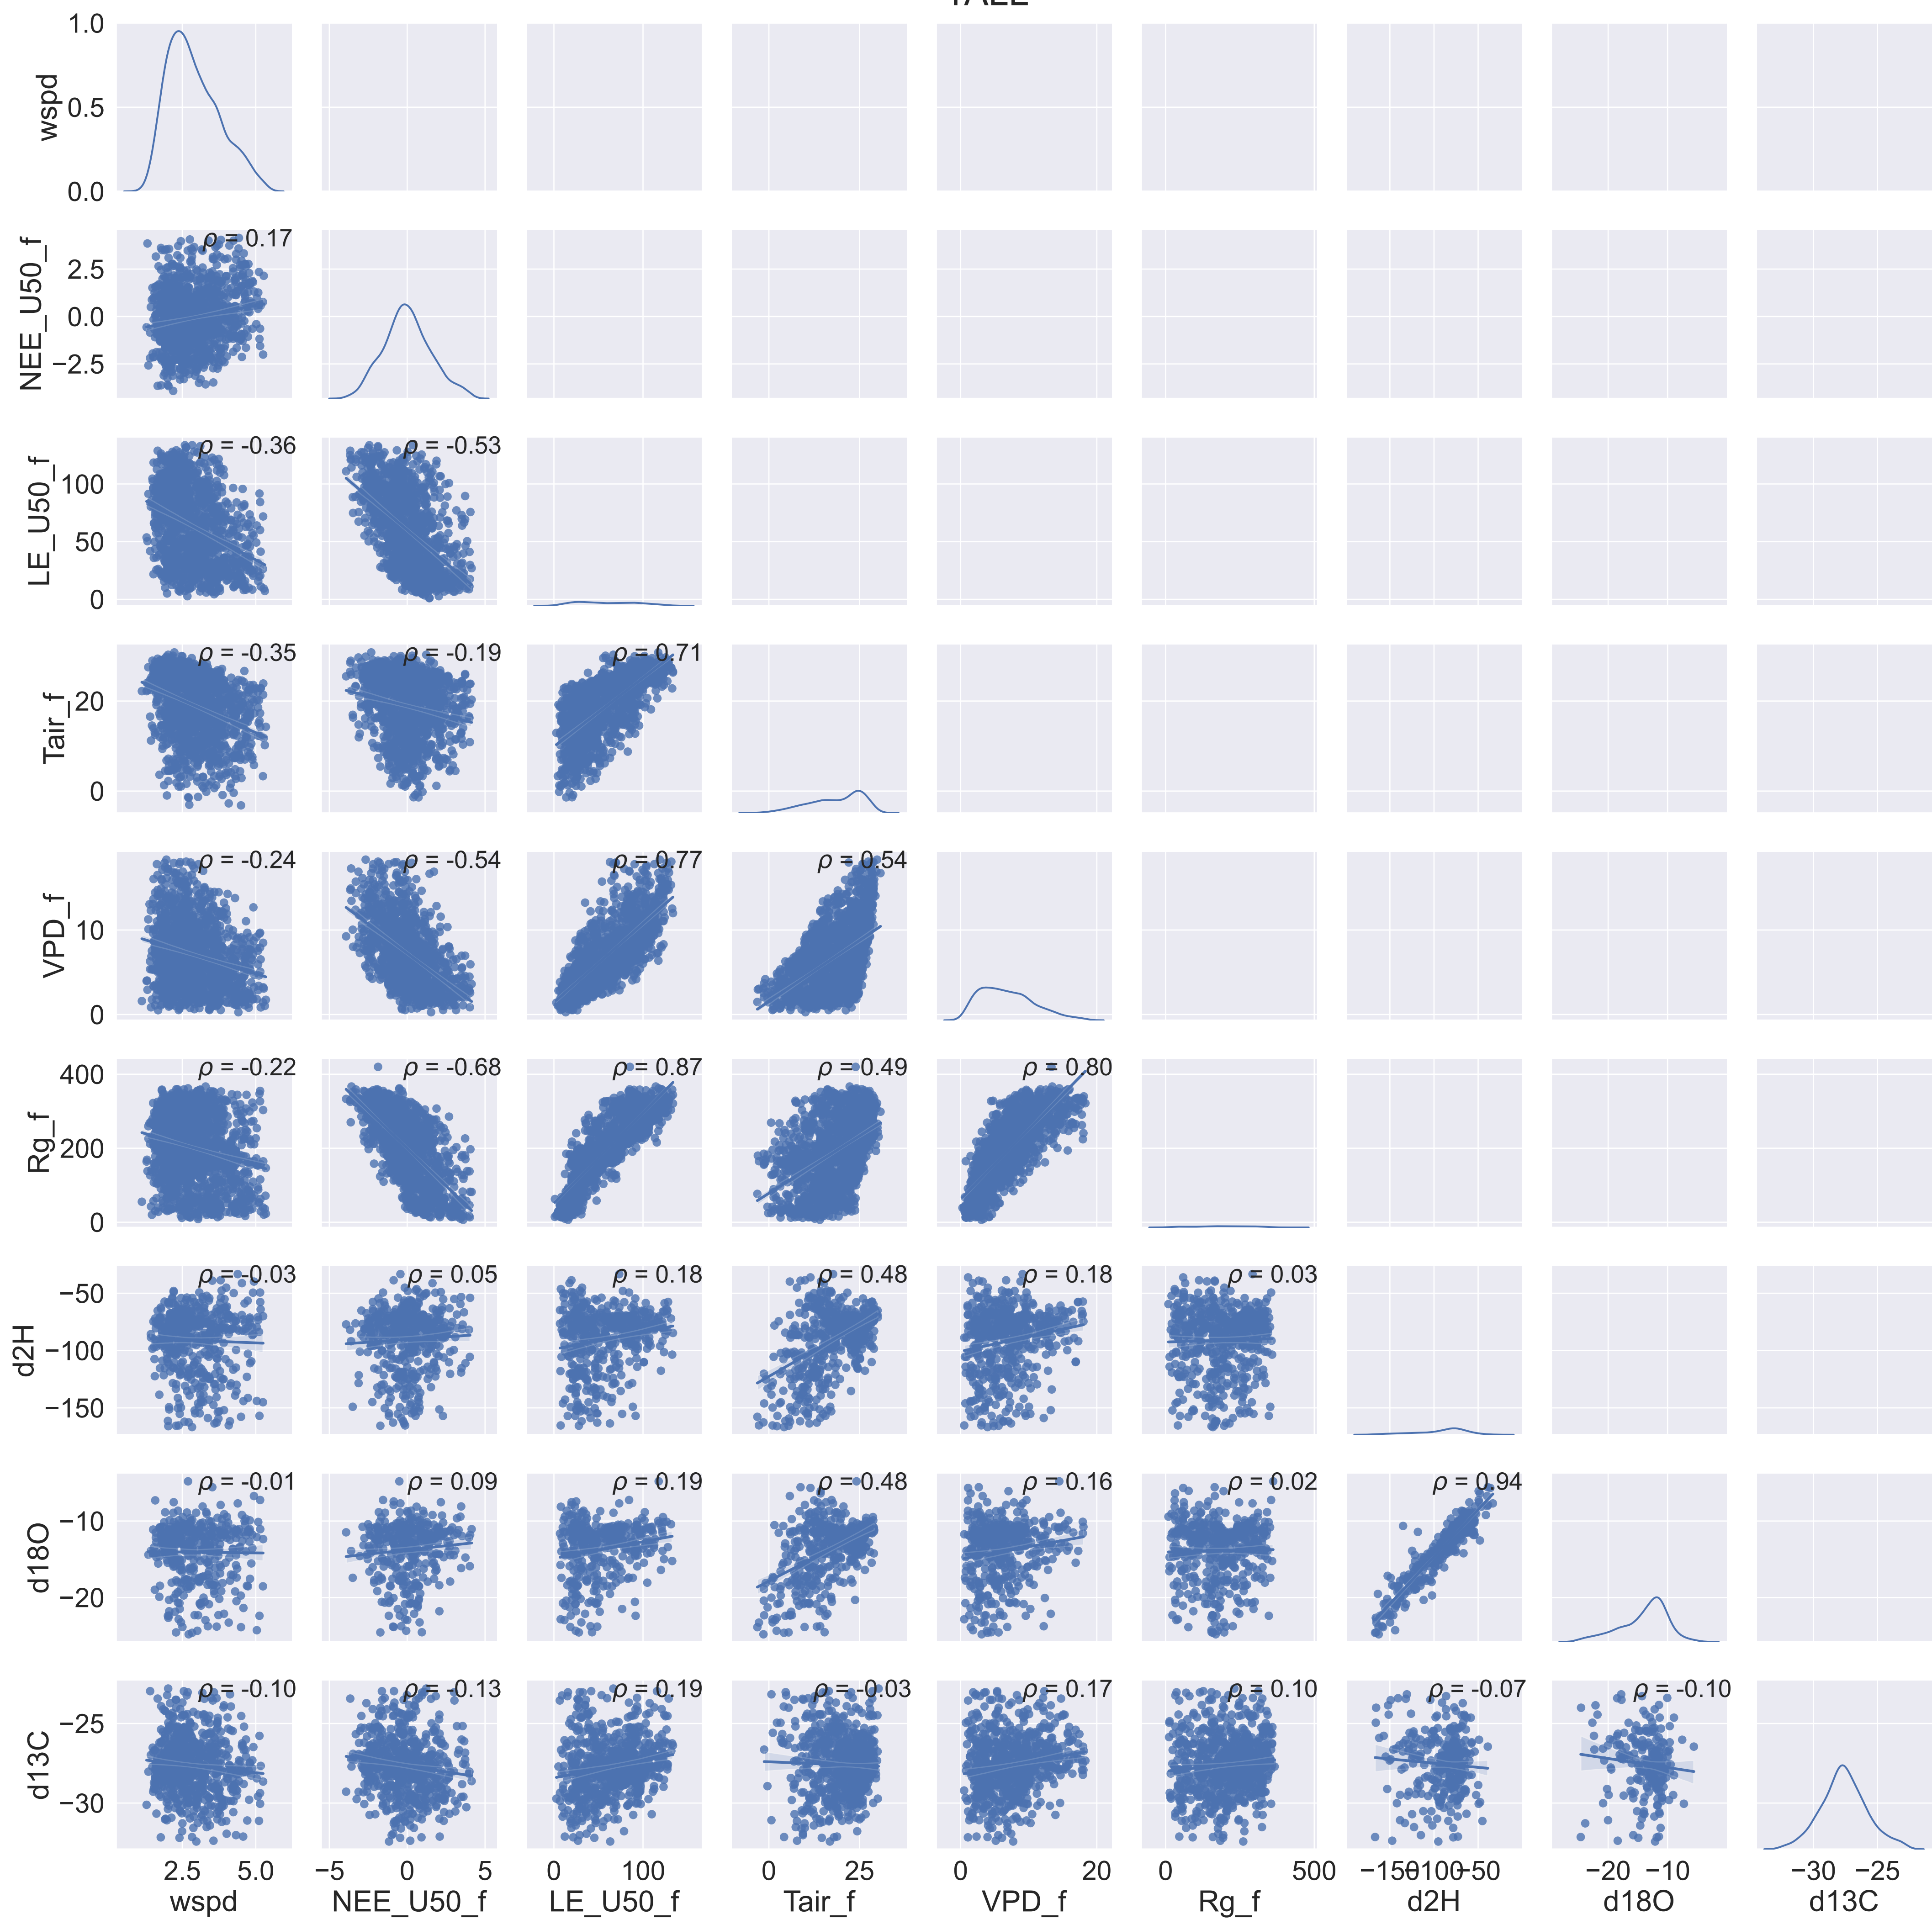 1.0
0.5
0.0
wspd
ρ = 0.17
2.5
0.0
−2.5
NEE_U50_f
ρ = -0.36 ρ = -0.53
100
50
0
LE_U50_f
ρ = -0.35 ρ = -0.19 ρ = 0.71
20
0
Tair_f
ρ = -0.24 ρ = -0.54 ρ = 0.77 ρ = 0.54
10
0
VPD_f
ρ = -0.22 ρ = -0.68 ρ = 0.87 ρ = 0.49 ρ = 0.80
400
200
0
Rg_f
ρ = -0.03 ρ = 0.05 ρ = 0.18 ρ = 0.48 ρ = 0.18 ρ = 0.03
−50
−100
−150
d2H
ρ = -0.01 ρ = 0.09 ρ = 0.19 ρ = 0.48 ρ = 0.16 ρ = 0.02 ρ = 0.94
−10
−20
d18O
ρ = -0.10 ρ = -0.13 ρ = 0.19 ρ = -0.03 ρ = 0.17 ρ = 0.10 ρ = -0.07 ρ = -0.10
−25
−30
d13C
2.5 5.0 −5 0 5 0 100 0 25 0 20 0 500 −150 −100 −50 −20 −10 −30 −25
wspd NEE_U50_f LE_U50_f Tair_f VPD_f Rg_f d2H d18O d13C